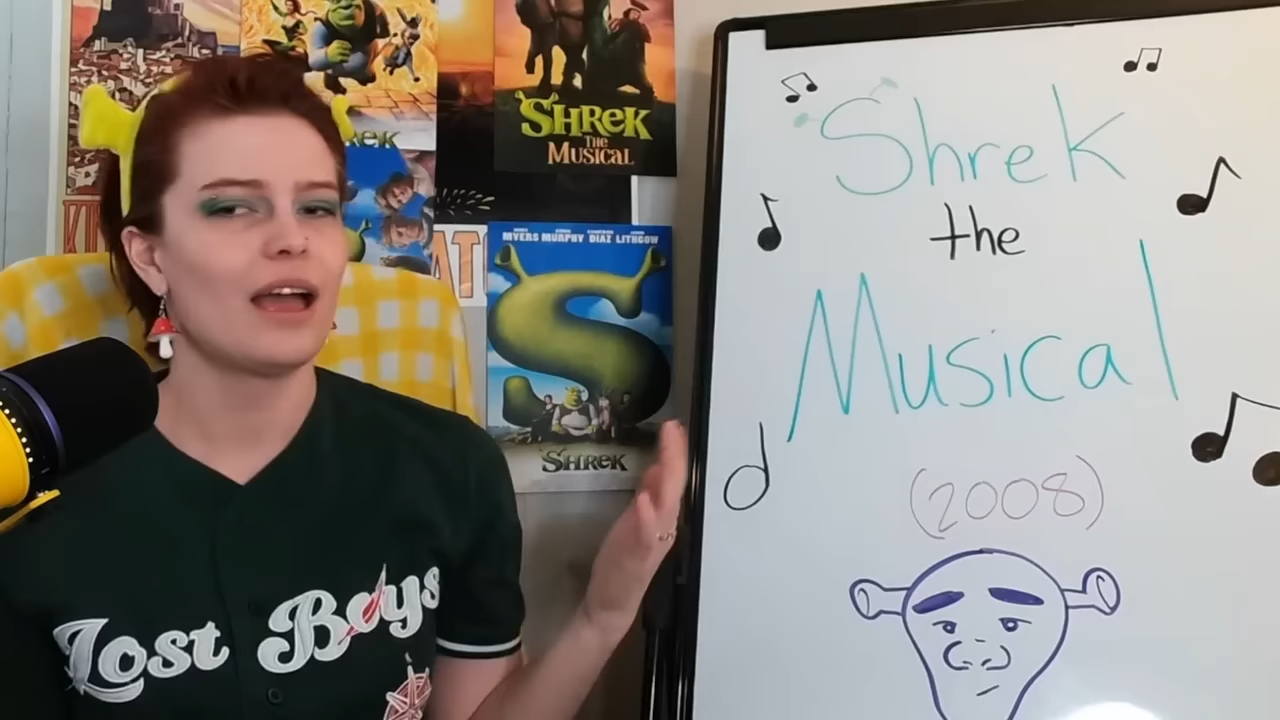 SHREK
THE
MUSICAL
MYERS MURPHY DIAZ LITHGOW
SHREK
Lost Boys
Shrek
the
Musical
(2008)